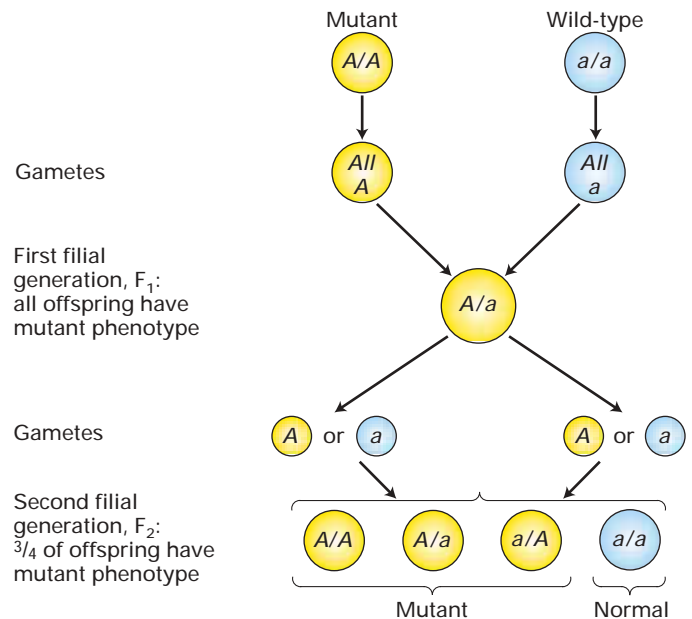 Mutant
Wild-type
A/A
a/a
Gametes
All
A
All
a
First filial
generation, F₁:
all offspring have
mutant phenotype
A/a
Gametes
A or a
A or a
Second filial
generation, F₂:
3/4 of offspring have
mutant phenotype
A/A
A/a
a/A
a/a
Mutant
Normal